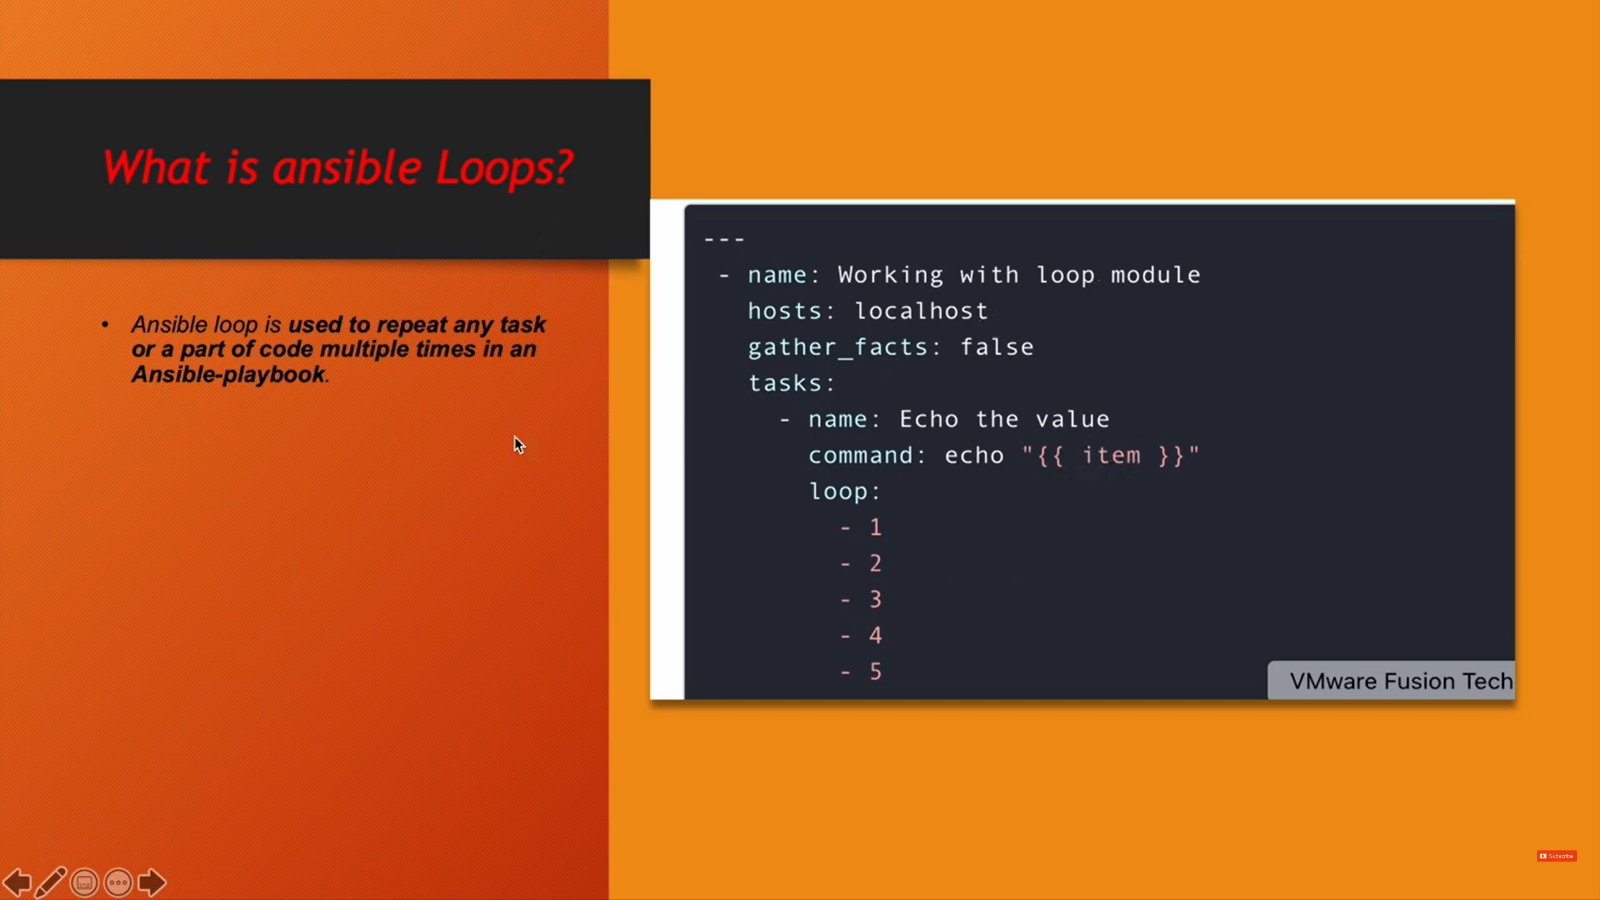 What is ansible Loops?
• Ansible loop is used to repeat any task
or a part of code multiple times in an
Ansible-playbook.
---
- name: Working with loop module
hosts: localhost
gather_facts: false
tasks:
- name: Echo the value
command: echo "{{ item }}"
loop:
- 1
- 2
- 3
- 4
- 5
VMware Fusion Tech
Subscribe